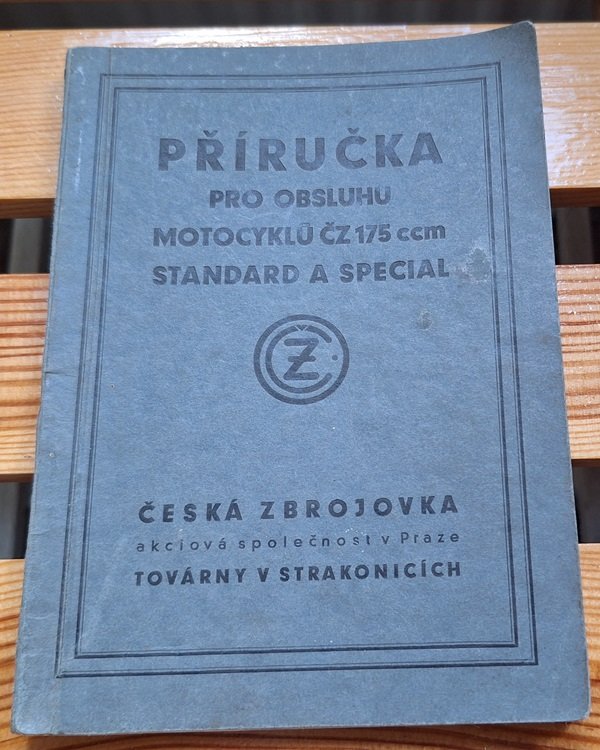 PŘÍRUČKA
PRO OBSLUHU
MOTOCYKLŮ ČZ 175 ccm
STANDARD A SPECIAL
ČZ
ČESKÁ ZBROJOVKA
akciová společnost v Praze
TOVÁRNY V STRAKONICÍCH